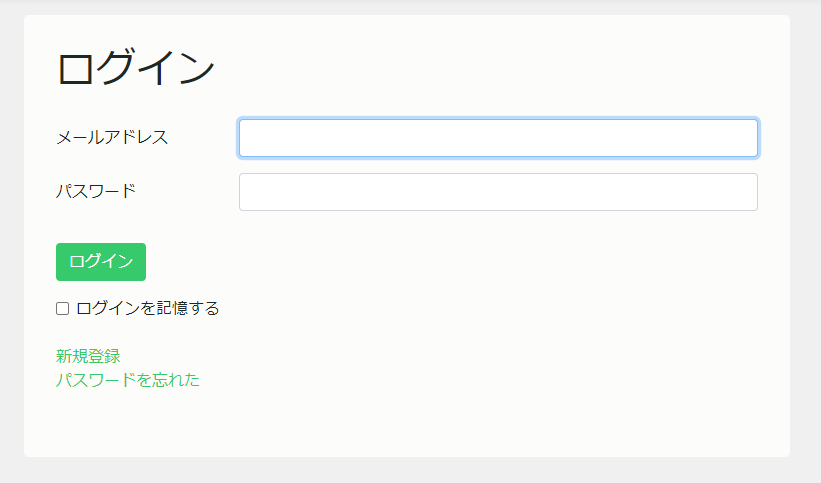 ログイン
メールアドレス
パスワード
ログイン
ログインを記憶する
新規登録
パスワードを忘れた